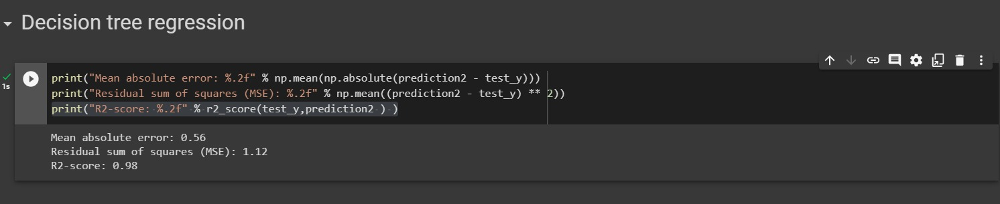 Decision tree regression
1s
print("Mean absolute error: %.2f" % np.mean(np.absolute(prediction2 - test_y)))
print("Residual sum of squares (MSE): %.2f" % np.mean((prediction2 - test_y) ** 2))
print("R2-score: %.2f" % r2_score(test_y,prediction2 ) )
Mean absolute error: 0.56
Residual sum of squares (MSE): 1.12
R2-score: 0.98